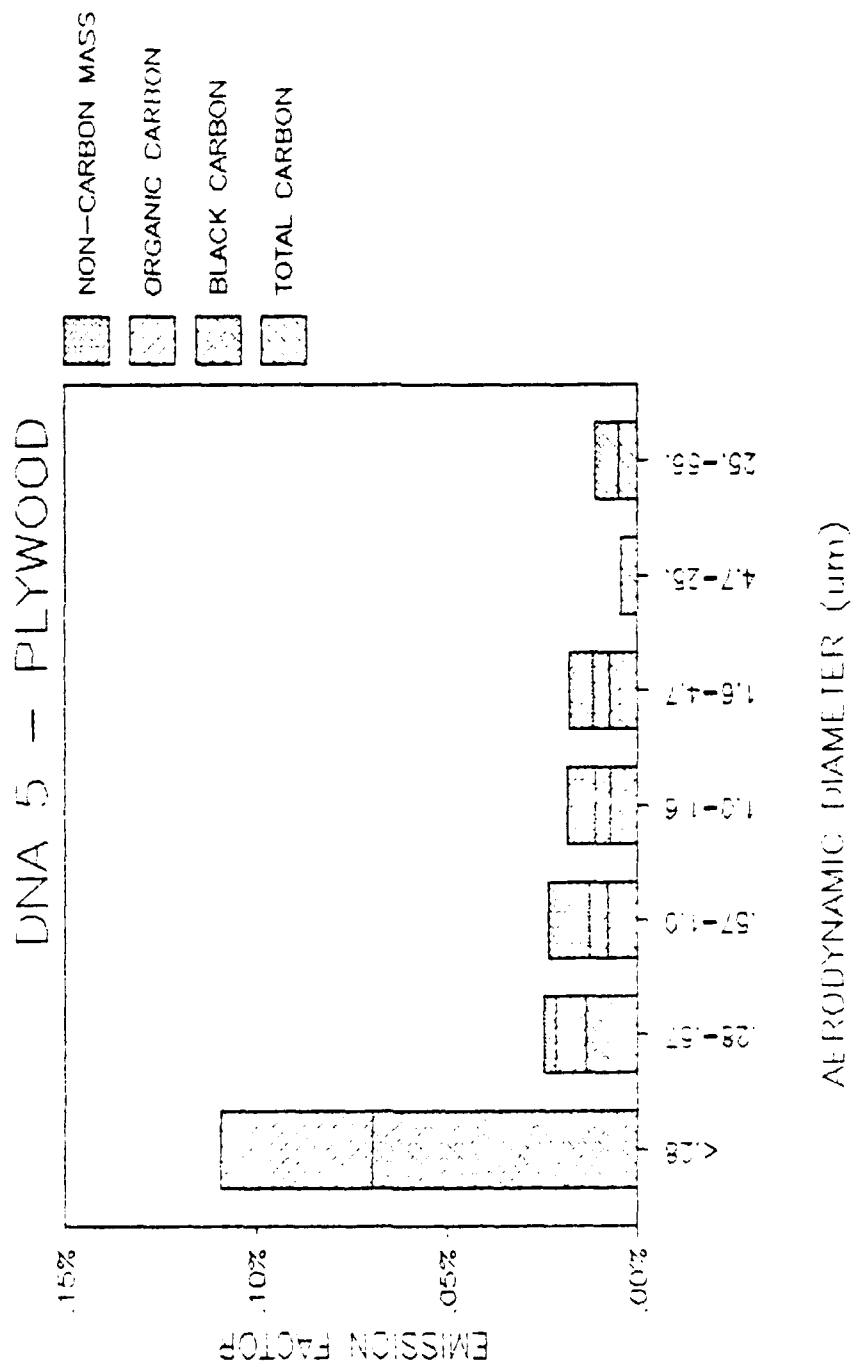 DNA 5 — PLYWOOD
NON-CARBON MASS
ORGANIC CARBON
BLACK CARBON
TOTAL CARBON
.15%
.10%
.05%
.00%
EMISSION FACTOR
<.28
.28-.57
.57-1.0
1.0-1.6
1.6-4.7
4.7-25.
25.-55.
AERODYNAMIC DIAMETER (um)